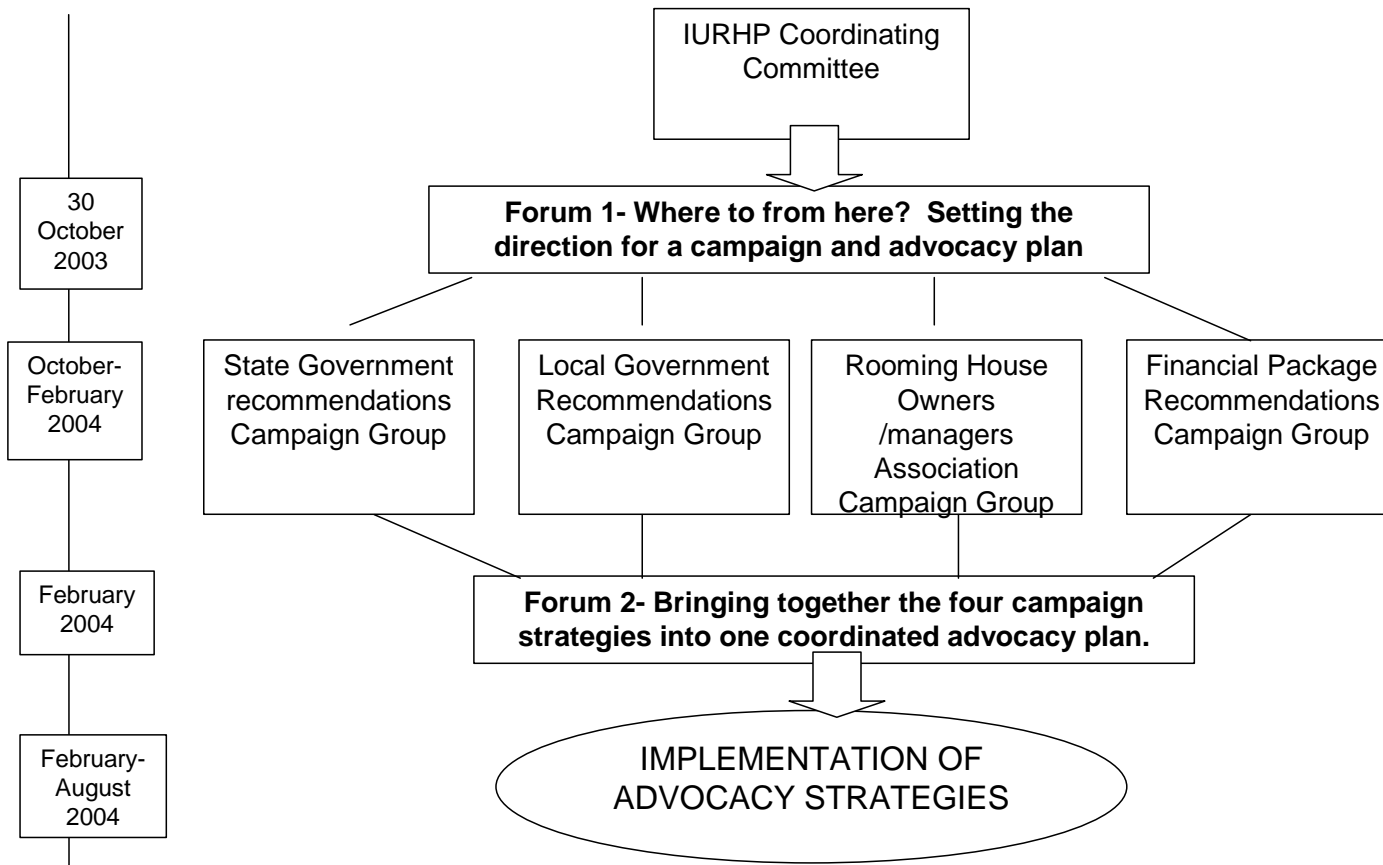 IURHP Coordinating
Committee
30
October
2003
Forum 1- Where to from here?  Setting the
direction for a campaign and advocacy plan
October-
February
2004
State Government
recommendations
Campaign Group
Local Government
Recommendations
Campaign Group
Rooming House
Owners
/managers
Association
Campaign Group
Financial Package
Recommendations
Campaign Group
February
2004
Forum 2- Bringing together the four campaign
strategies into one coordinated advocacy plan.
February-
August
2004
IMPLEMENTATION OF
ADVOCACY STRATEGIES